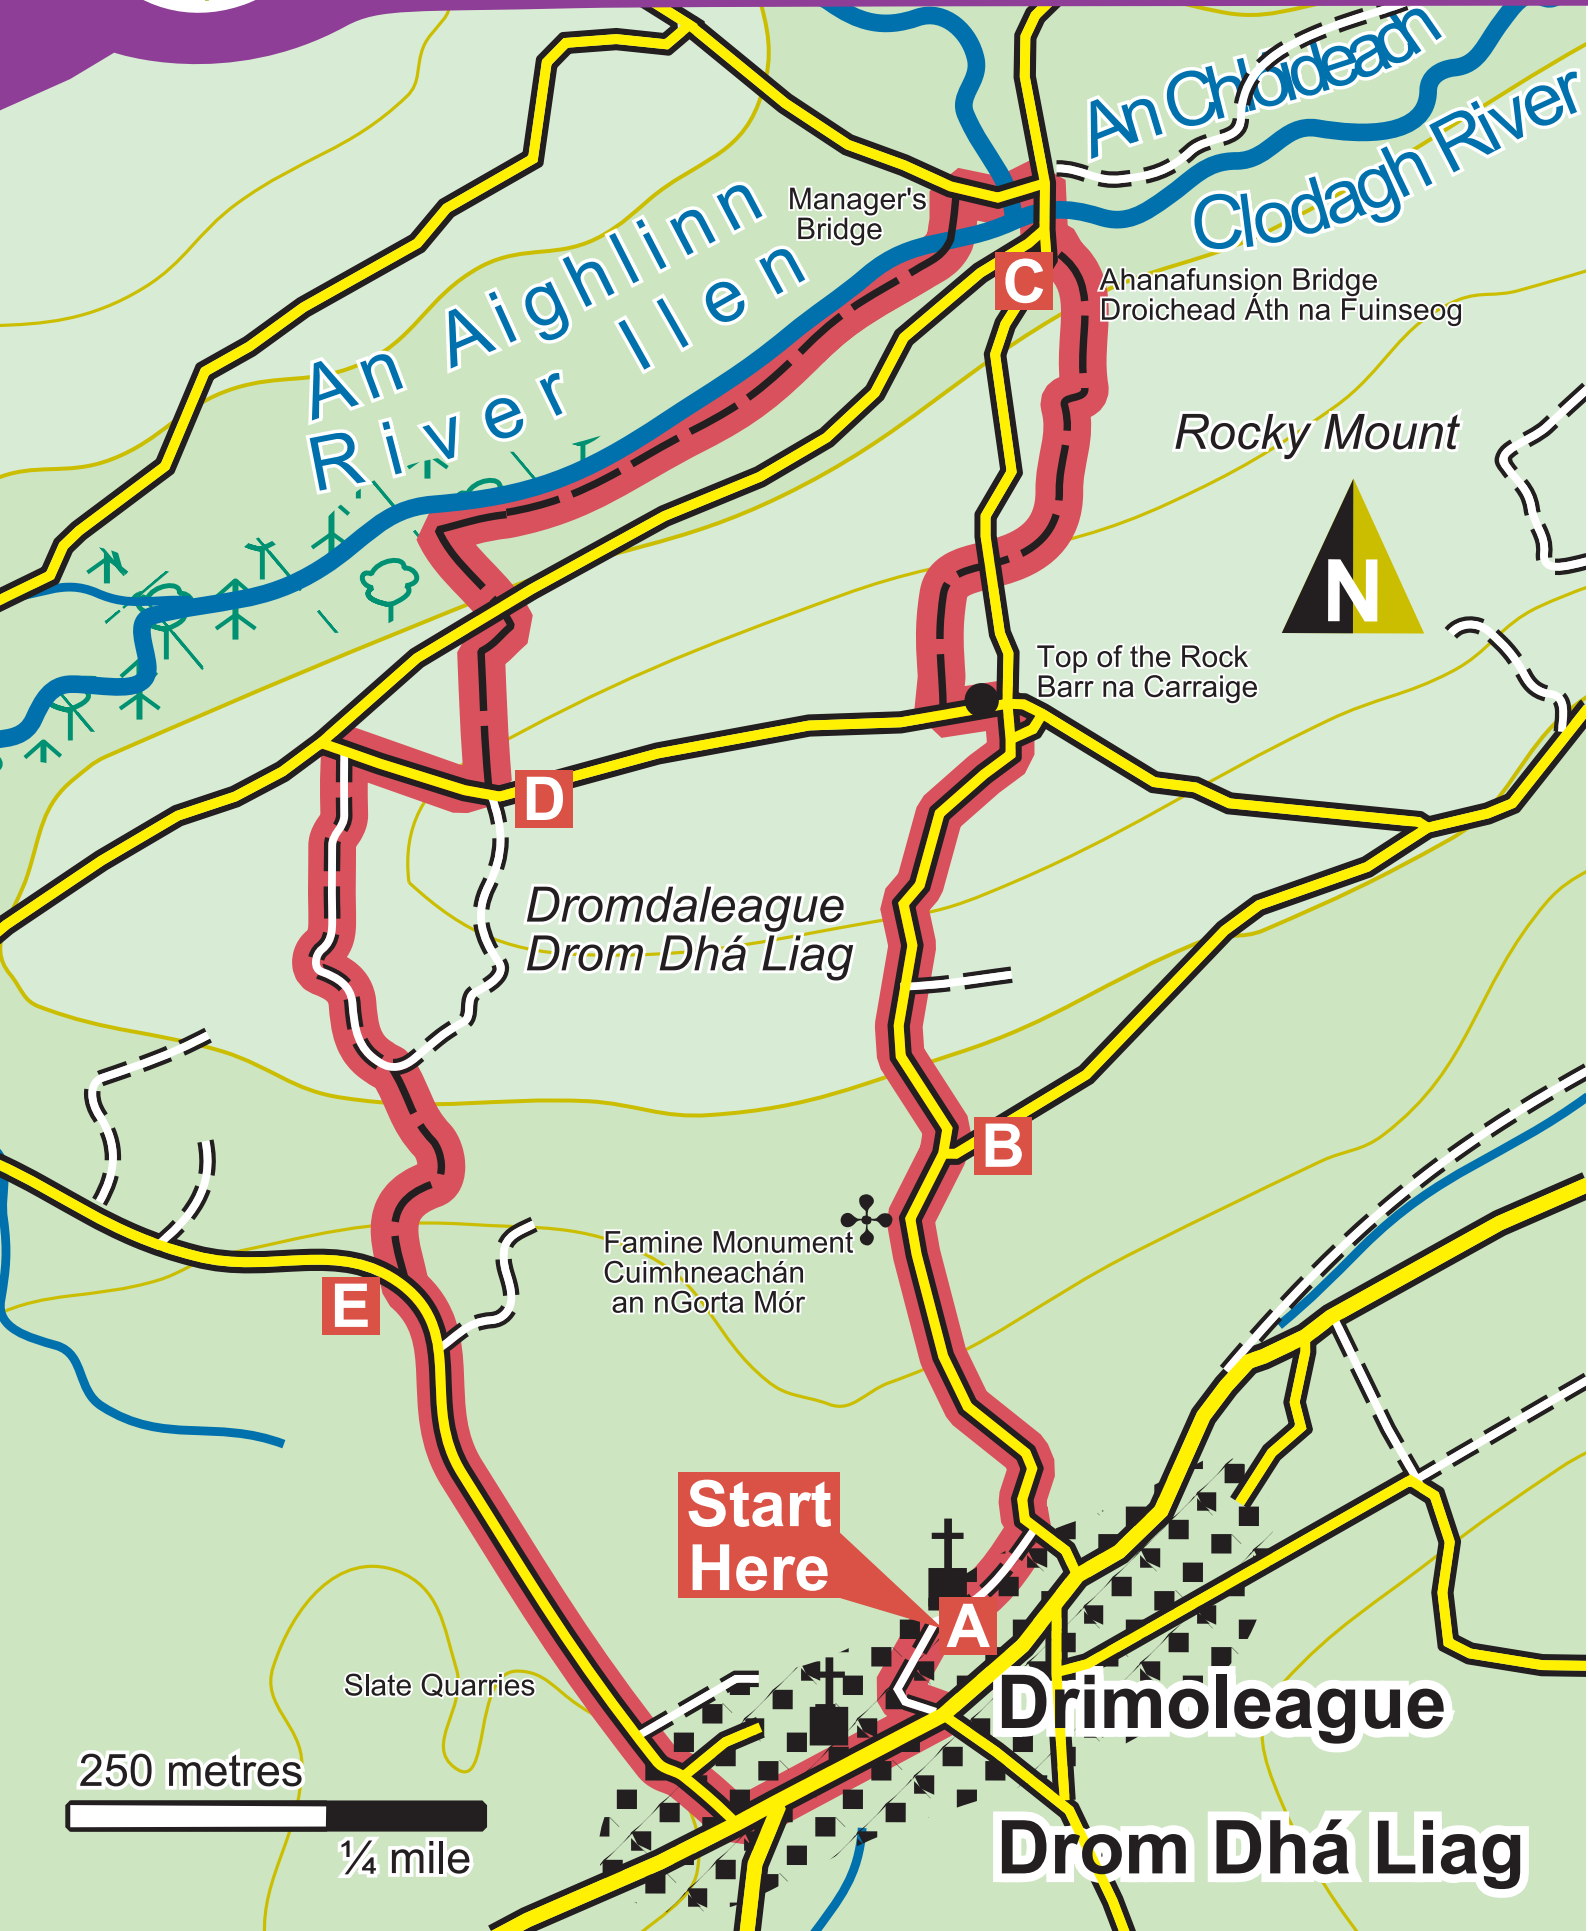 An Chloideach
Clodagh River
Manager's
Bridge
An Aighlinn
River Ilen
C
Ahanafunsion Bridge
Droichead Áth na Fuinseog
Rocky Mount
N
Top of the Rock
Barr na Carraige
D
Dromdaleague
Drom Dhá Liag
B
Famine Monument
Cuimhneachán
an nGorta Mór
E
Start
Here
A
Slate Quarries
Drimoleague
Drom Dhá Liag
250 metres
¼ mile